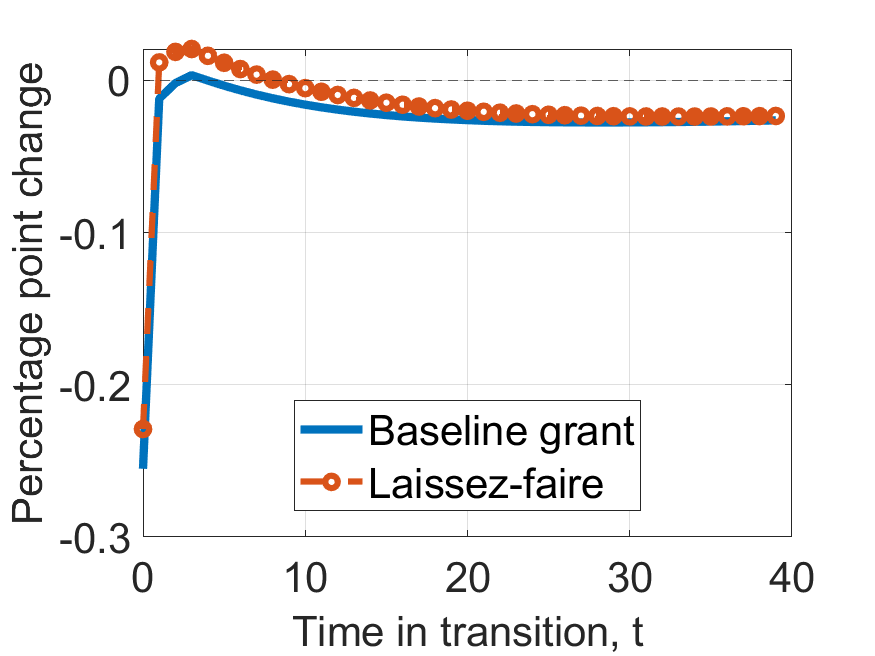 Percentage point change
0
-0.1
-0.2
-0.3
Baseline grant
Laissez-faire
0 10 20 30 40
Time in transition, t